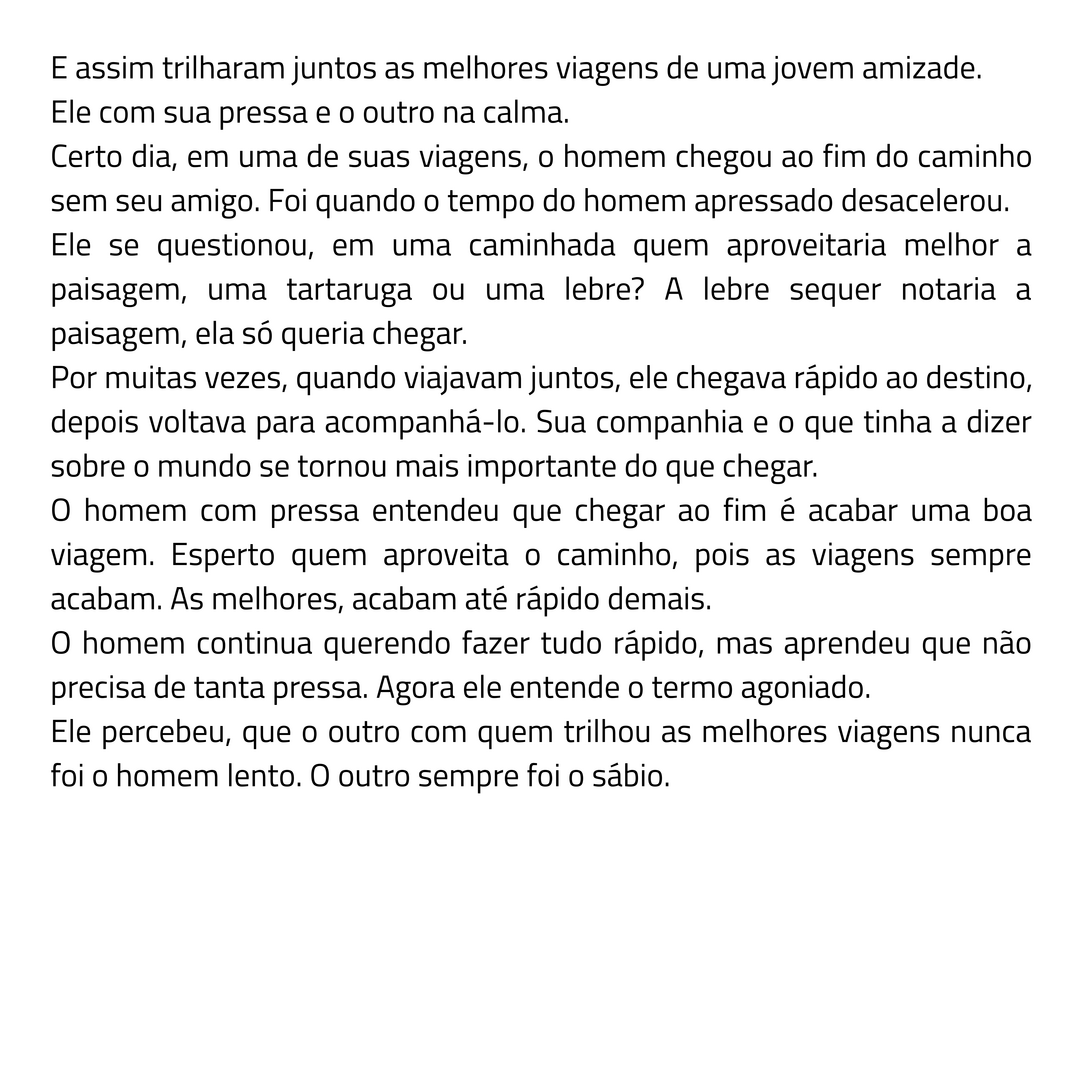 E assim trilharam juntos as melhores viagens de uma jovem amizade.
Ele com sua pressa e o outro na calma.
Certo dia, em uma de suas viagens, o homem chegou ao fim do caminho
sem seu amigo. Foi quando o tempo do homem apressado desacelerou.
Ele se questionou, em uma caminhada quem aproveitaria melhor a
paisagem, uma tartaruga ou uma lebre? A lebre sequer notaria a
paisagem, ela só queria chegar.
Por muitas vezes, quando viajavam juntos, ele chegava rápido ao destino,
depois voltava para acompanhá-lo. Sua companhia e o que tinha a dizer
sobre o mundo se tornou mais importante do que chegar.
O homem com pressa entendeu que chegar ao fim é acabar uma boa
viagem. Esperto quem aproveita o caminho, pois as viagens sempre
acabam. As melhores, acabam até rápido demais.
O homem continua querendo fazer tudo rápido, mas aprendeu que não
precisa de tanta pressa. Agora ele entende o termo agoniado.
Ele percebeu, que o outro com quem trilhou as melhores viagens nunca
foi o homem lento. O outro sempre foi o sábio.